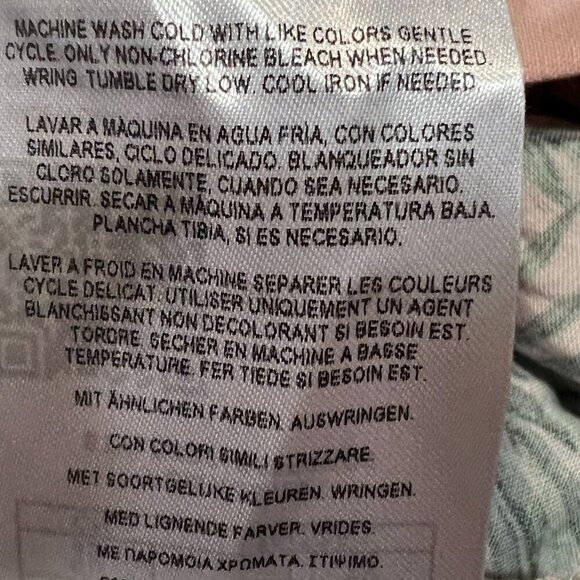 MACHINE WASH COLD WITH LIKE COLORS GENTLE
CYCLE. ONLY NON-CHLORINE BLEACH WHEN NEEDED.
WRING TUMBLE DRY LOW. COOL IRON IF NEEDED
LAVAR A MÁQUINA EN AGUA FRÍA, CON COLORES
SIMILARES, CICLO DELICADO. BLANQUEADOR SIN
CLORO SOLAMENTE, CUANDO SEA NECESARIO.
ESCURRIR. SECAR A MÁQUINA A TEMPERATURA BAJA.
PLANCHA TIBIA, SI ES NECESARIO.
LAVER A FROID EN MACHINE SEPARER LES COULEURS
CYCLE DELICAT. UTILISER UNIQUEMENT UN AGENT
BLANCHISSANT NON DECOLORANT SI BESOIN EST.
TORDRE. SECHER EN MACHINE A BASSE
TEMPERATURE. FER TIEDE SI BESOIN EST.
MIT ÄHNLICHEN FARBEN. AUSWRINGEN.
CON COLORI SIMILI STRIZZARE.
MET SOORTGELIJKE KLEUREN. WRINGEN.
MED LIGNENDE FARVER. VRIDES.
ΜΕ ΠΑΡΟΜΟΙΑ ΧΡΩΜΑΤΑ. ΣΤΙΨΙΜΟ.